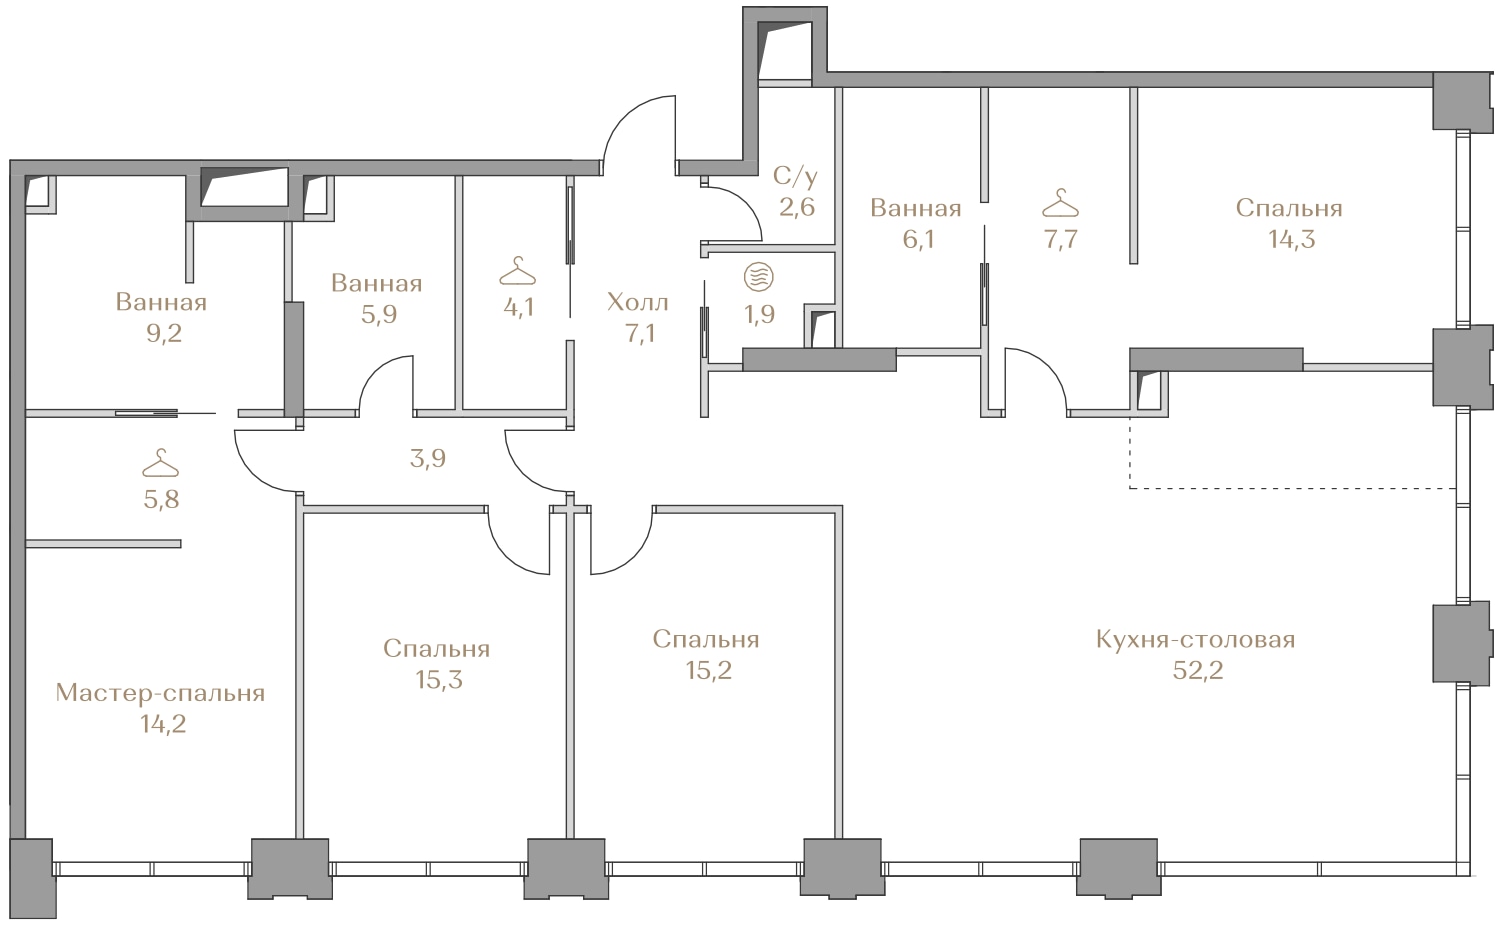 С/у
2,6
Ванная
6,1
7,7
Спальня
14,3
Ванная
9,2
Ванная
5,9
4,1
Холл
7,1
1,9
5,8
3,9
Мастер-спальня
14,2
Спальня
15,3
Спальня
15,2
Кухня-столовая
52,2